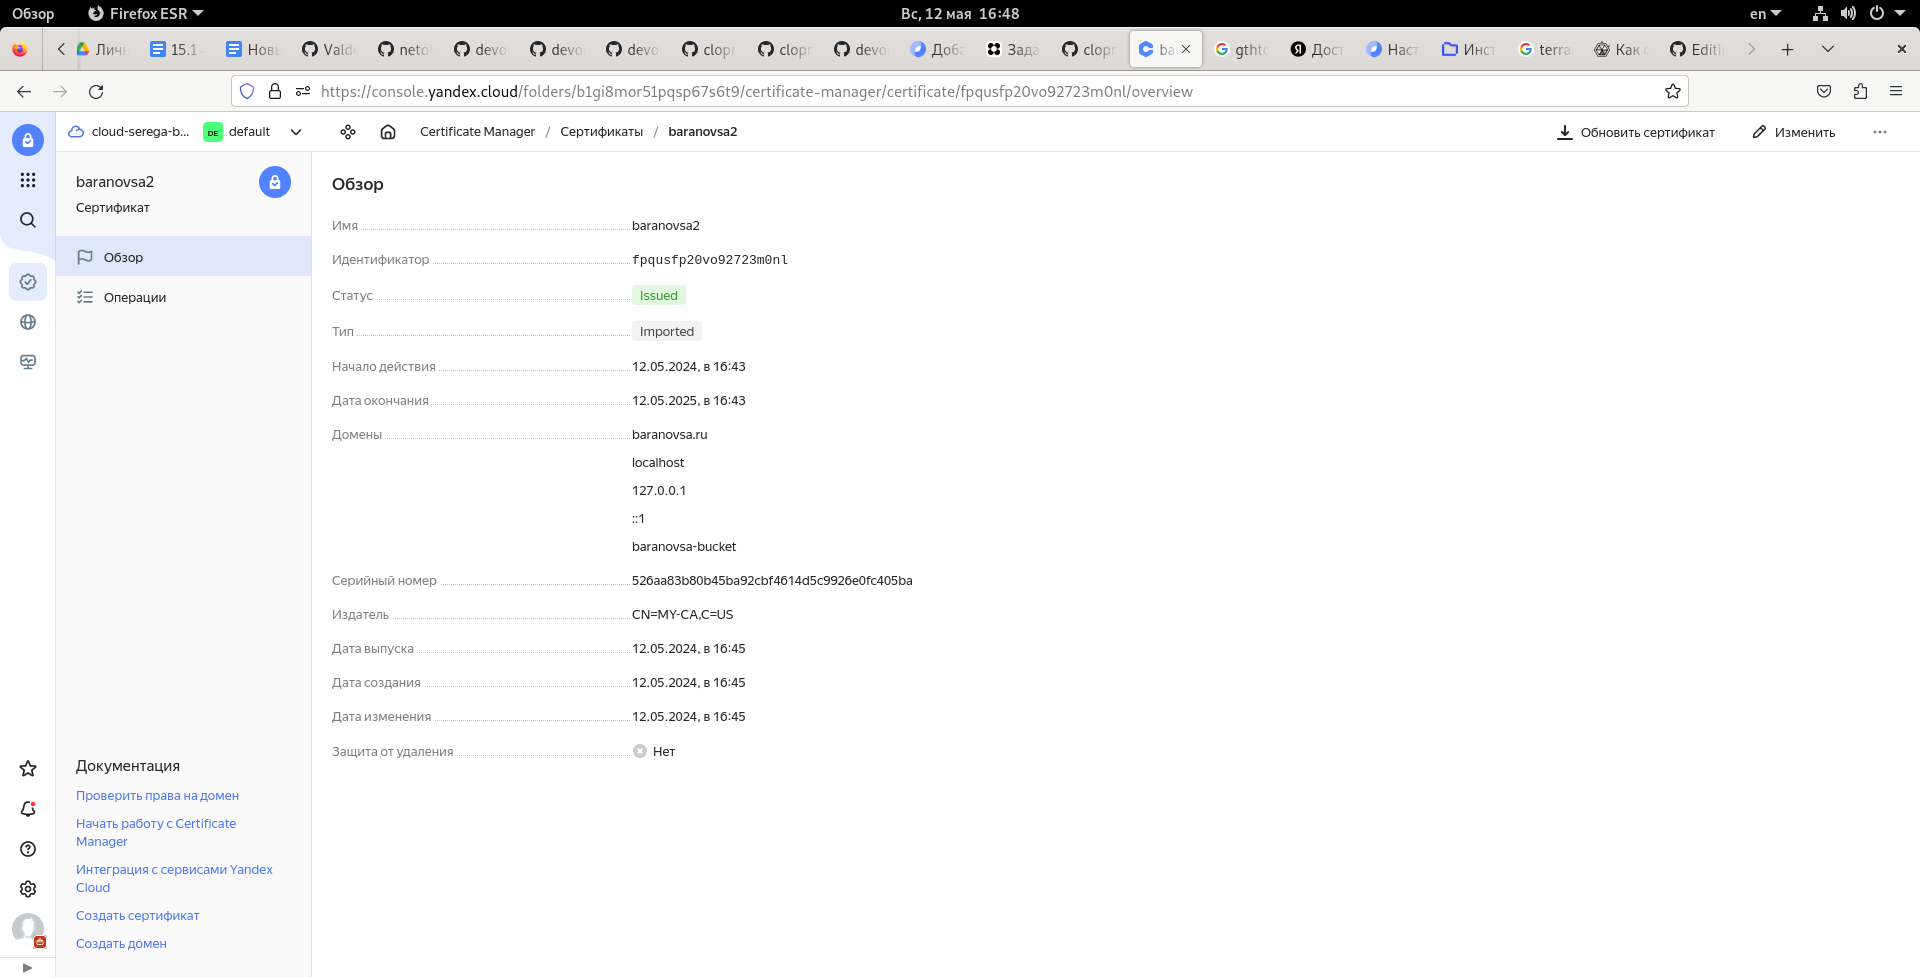 Обзор
Firefox ESR
Вс, 12 мая 16:48
en
Личн
15.1
Нов
Vald
neto
devo
devo
devo
clopr
clopr
devo
Доба
Зада
clopr
ba
gthtc
Дост
Наст
Инст
terra
Как
Editi
https://console.yandex.cloud/folders/b1gi8mor51pqsp67s6t9/certificate-manager/certificate/fpqusfp20vo92723m0nl/overview
cloud-serega-b...
DE
default
Certificate Manager / Сертификаты / baranovsa2
Обновить сертификат
Изменить
baranovsa2
Сертификат
Обзор
Операции
Обзор
Имя baranovsa2
Идентификатор fpqusfp20vo92723m0nl
Статус Issued
Тип Imported
Начало действия 12.05.2024, в 16:43
Дата окончания 12.05.2025, в 16:43
Домены baranovsa.ru
localhost
127.0.0.1
::1
baranovsa-bucket
Серийный номер 526aa83b80b45ba92cbf4614d5c9926e0fc405ba
Издатель CN=MY-CA,C=US
Дата выпуска 12.05.2024, в 16:45
Дата создания 12.05.2024, в 16:45
Дата изменения 12.05.2024, в 16:45
Защита от удаления Нет
Документация
Проверить права на домен
Начать работу с Certificate
Manager
Интеграция с сервисами Yandex
Cloud
Создать сертификат
Создать домен